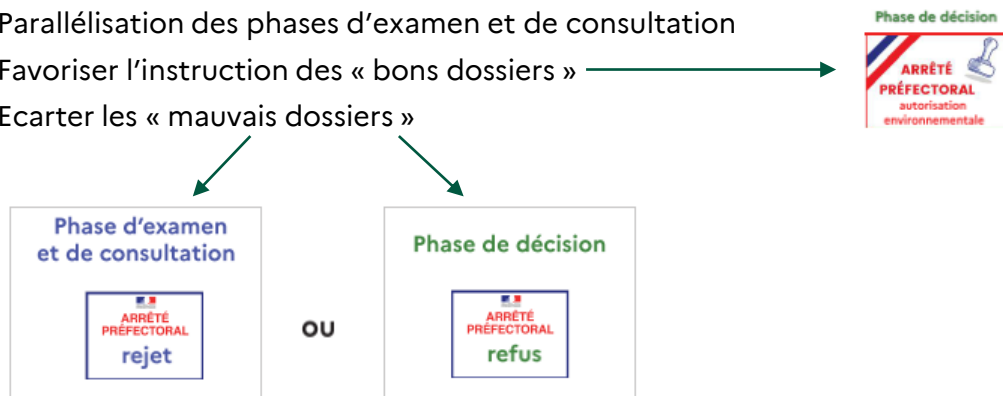 Parallélisation des phases d’examen et de consultation
Favoriser l’instruction des « bons dossiers »
Ecarter les « mauvais dossiers »
Phase de décision
ARRÊTÉ
PRÉFECTORAL
autorisation
environnementale
Phase d’examen
et de consultation
ARRÊTÉ
PRÉFECTORAL
rejet
ou
Phase de décision
ARRÊTÉ
PRÉFECTORAL
refus